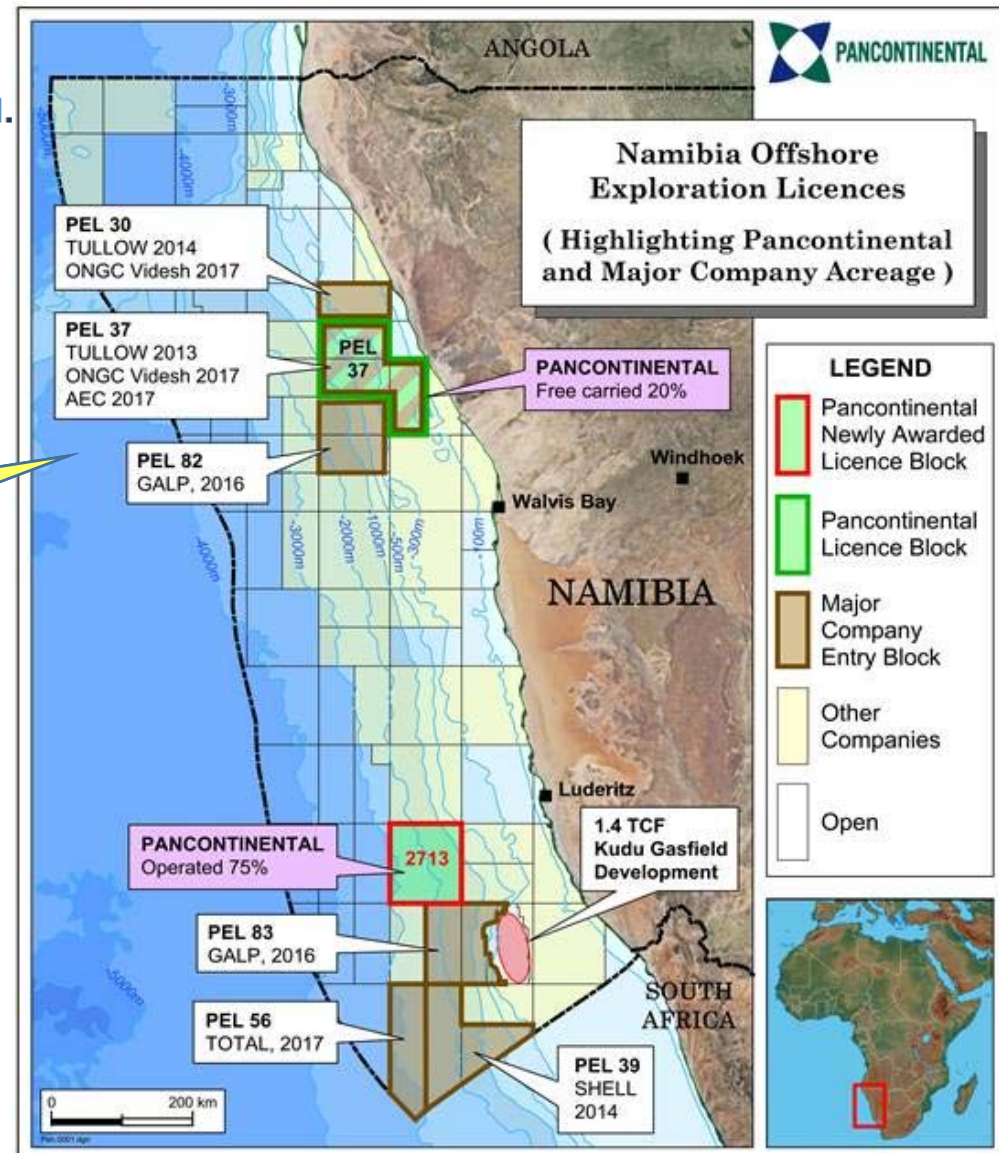 ANGOLA
PANCONTINENTAL
Namibia Offshore
Exploration Licences
( Highlighting Pancontinental
and Major Company Acreage )
-3000m
-3000m
-4000m
PEL 30
TULLOW 2014
ONGC Videsh 2017
PEL 37
TULLOW 2013
ONGC Videsh 2017
AEC 2017
PEL
37
PANCONTINENTAL
Free carried 20%
PEL 82
GALP, 2016
Windhoek
Walvis Bay
-4000m
-3000m
-2000m
1000m
-500m
-300m
-100m
NAMIBIA
Luderitz
1.4 TCF
Kudu Gasfield
Development
PANCONTINENTAL
Operated 75%
2713
PEL 83
GALP, 2016
-5000m
PEL 56
TOTAL, 2017
PEL 39
SHELL
2014
SOUTH
AFRICA
0 200 km
LEGEND
Pancontinental
Newly Awarded
Licence Block
Pancontinental
Licence Block
Major
Company
Entry Block
Other
Companies
Open